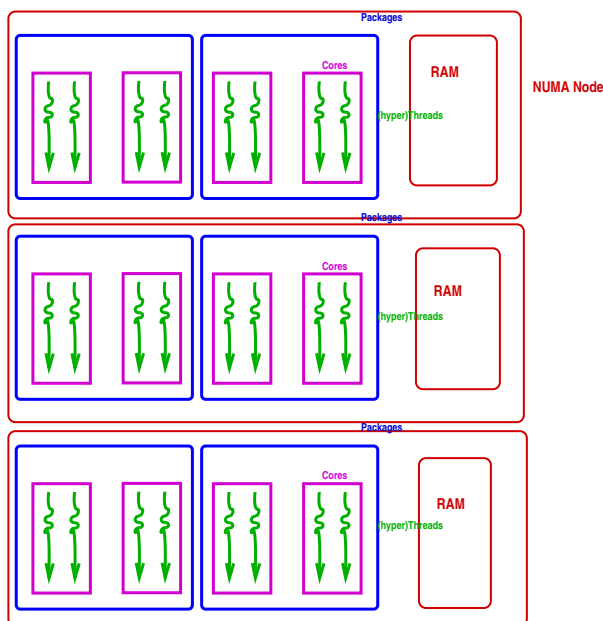 Packages
Cores
RAM
NUMA Node
(hyper)Threads
Packages
Cores
RAM
(hyper)Threads
Packages
Cores
RAM
(hyper)Threads